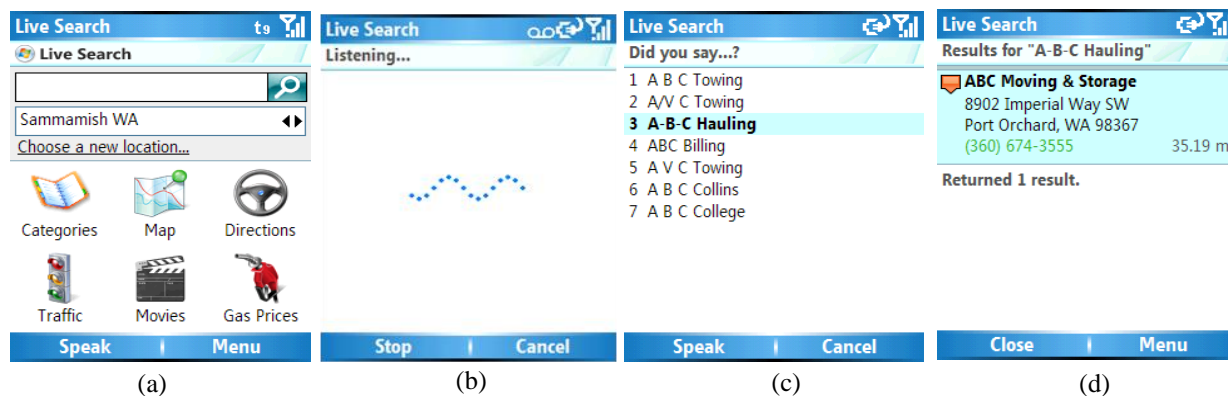 Live Search
t9
Live Search
Sammamish WA
Choose a new location...
Categories Map Directions
Traffic Movies Gas Prices
Speak Menu
(a)
Live Search
Listening...
Stop Cancel
(b)
Live Search
Did you say...?
1 A B C Towing
2 A/V C Towing
3 A-B-C Hauling
4 ABC Billing
5 A V C Towing
6 A B C Collins
7 A B C College
Speak Cancel
(c)
Live Search
Results for "A-B-C Hauling"
ABC Moving & Storage
8902 Imperial Way SW
Port Orchard, WA 98367
(360) 674-3555 35.19 m
Returned 1 result.
Close Menu
(d)